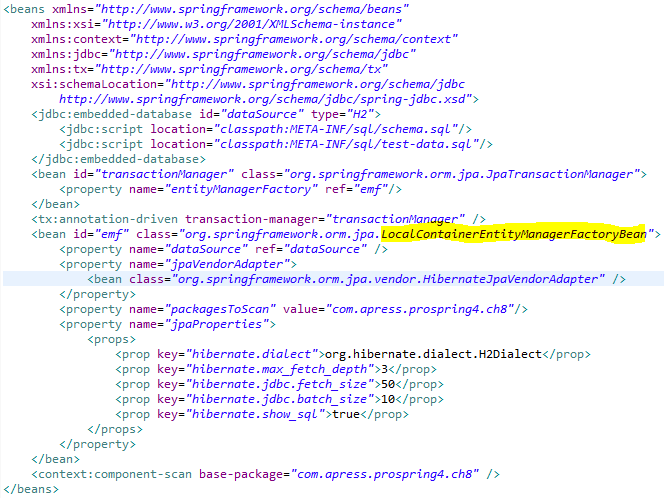 <beans xmlns="http://www.springframework.org/schema/beans"
xmlns:xsi="http://www.w3.org/2001/XMLSchema-instance"
xmlns:context="http://www.springframework.org/schema/context"
xmlns:jdbc="http://www.springframework.org/schema/jdbc"
xmlns:tx="http://www.springframework.org/schema/tx"
xsi:schemaLocation="http://www.springframework.org/schema/jdbc
http://www.springframework.org/schema/jdbc/spring-jdbc.xsd">
<jdbc:embedded-database id="dataSource" type="H2">
<jdbc:script location="classpath:META-INF/sql/schema.sql"/>
<jdbc:script location="classpath:META-INF/sql/test-data.sql"/>
</jdbc:embedded-database>
<bean id="transactionManager" class="org.springframework.orm.jpa.JpaTransactionManager">
<property name="entityManagerFactory" ref="emf"/>
</bean>
<tx:annotation-driven transaction-manager="transactionManager" />
<bean id="emf" class="org.springframework.orm.jpa.LocalContainerEntityManagerFactoryBean">
<property name="dataSource" ref="dataSource" />
<property name="jpaVendorAdapter">
<bean class="org.springframework.orm.jpa.vendor.HibernateJpaVendorAdapter" />
</property>
<property name="packagesToScan" value="com.apress.prospring4.ch8"/>
<property name="jpaProperties">
<props>
<prop key="hibernate.dialect">org.hibernate.dialect.H2Dialect</prop>
<prop key="hibernate.max_fetch_depth">3</prop>
<prop key="hibernate.jdbc.fetch_size">50</prop>
<prop key="hibernate.jdbc.batch_size">10</prop>
<prop key="hibernate.show_sql">true</prop>
</props>
</property>
</bean>
<context:component-scan base-package="com.apress.prospring4.ch8" />
</beans>